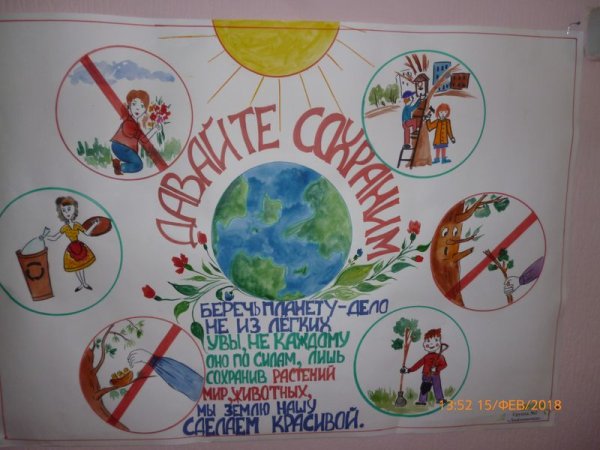 ДАВАЙТЕ СОХРАНИМ
БЕРЕЧЬ ПЛАНЕТУ-ДЕЛО
НЕ ИЗ ЛЁГКИХ
УВЫ, НЕ КАЖДОМУ
ОНО ПО СИЛАМ, ЛИШЬ
СОХРАНИВ РАСТЕНИЙ
МИР, ЖИВОТНЫХ,
МЫ ЗЕМЛЮ НАШУ
СДЕЛАЕМ КРАСИВОЙ.
13:52 15/ФЕВ/2018